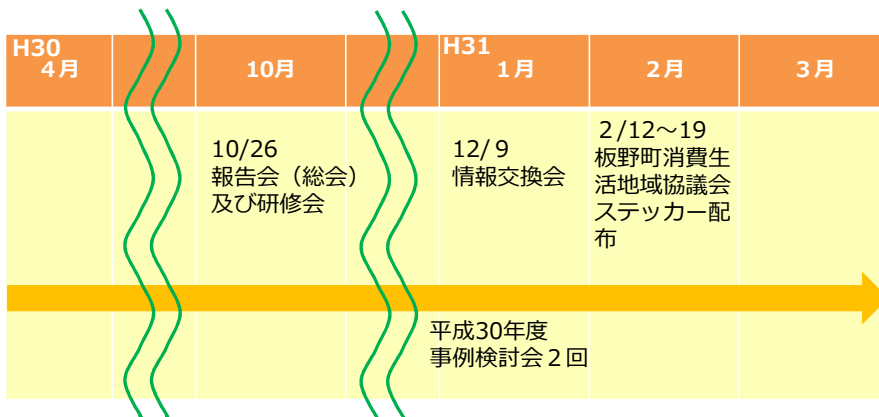 H30
４月
10月
H31
１月
２月
３月
10/26
報告会（総会）
及び研修会
12/９
情報交換会
２/12～19
板野町消費生
活地域協議会
ステッカー配
布
平成30年度
事例検討会２回